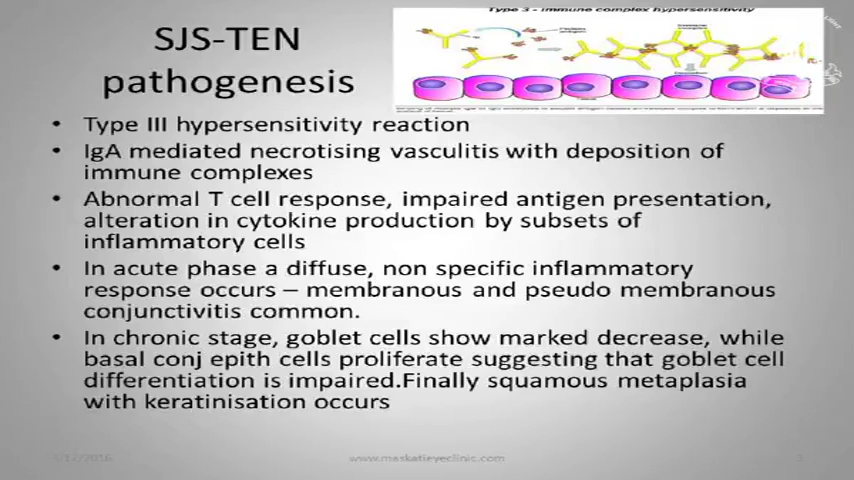 SJS-TEN
pathogenesis
Type 3 - immune complex hypersensitivity
• Type III hypersensitivity reaction
• IgA mediated necrotising vasculitis with deposition of
immune complexes
• Abnormal T cell response, impaired antigen presentation,
alteration in cytokine production by subsets of
inflammatory cells
• In acute phase a diffuse, non specific inflammatory
response occurs – membranous and pseudo membranous
conjunctivitis common.
• In chronic stage, goblet cells show marked decrease, while
basal conj epith cells proliferate suggesting that goblet cell
differentiation is impaired.Finally squamous metaplasia
with keratinisation occurs
www.maskatieyeclinic.com